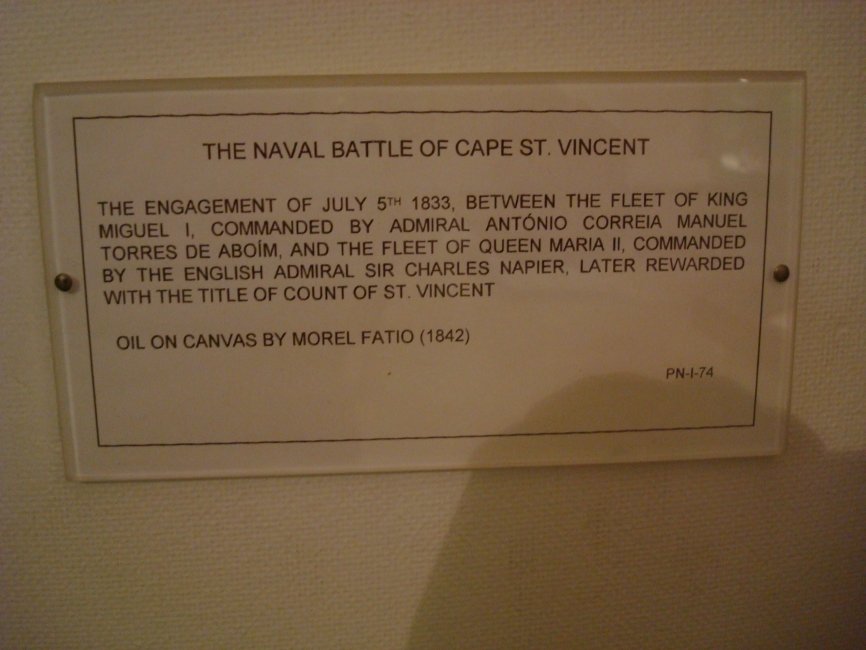 THE NAVAL BATTLE OF CAPE ST. VINCENT
THE ENGAGEMENT OF JULY 5TH 1833, BETWEEN THE FLEET OF KING
MIGUEL I, COMMANDED BY ADMIRAL ANTÓNIO CORREIA MANUEL
TORRES DE ABOÍM, AND THE FLEET OF QUEEN MARIA II, COMMANDED
BY THE ENGLISH ADMIRAL SIR CHARLES NAPIER, LATER REWARDED
WITH THE TITLE OF COUNT OF ST. VINCENT
OIL ON CANVAS BY MOREL FATIO (1842)
PN-I-74